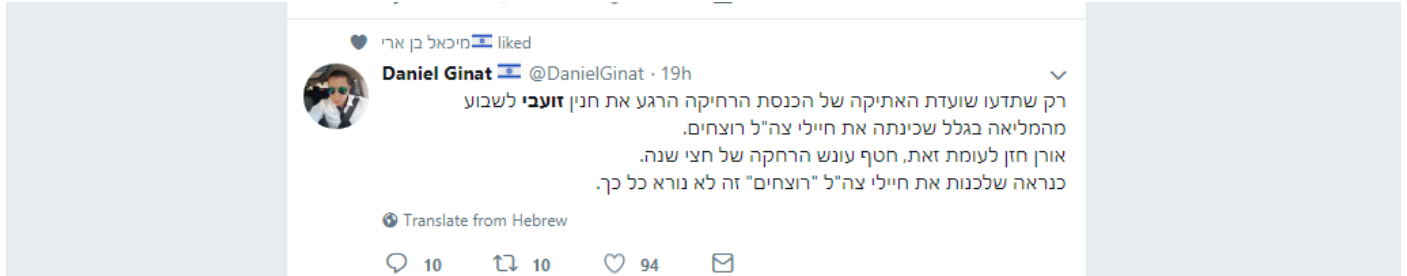 מיכאל בן ארי liked
Daniel Ginat @DanielGinat · 19h
רק שתדעו שועדת האתיקה של הכנסת הרחיקה הרגע את חנין זועבי לשבוע
מהמליאה בגלל שכינתה את חיילי צה"ל רוצחים.
אורן חזן לעומת זאת, חטף עונש הרחקה של חצי שנה.
כנראה שלכנות את חיילי צה"ל "רוצחים" זה לא נורא כל כך.
Translate from Hebrew
10 10 94